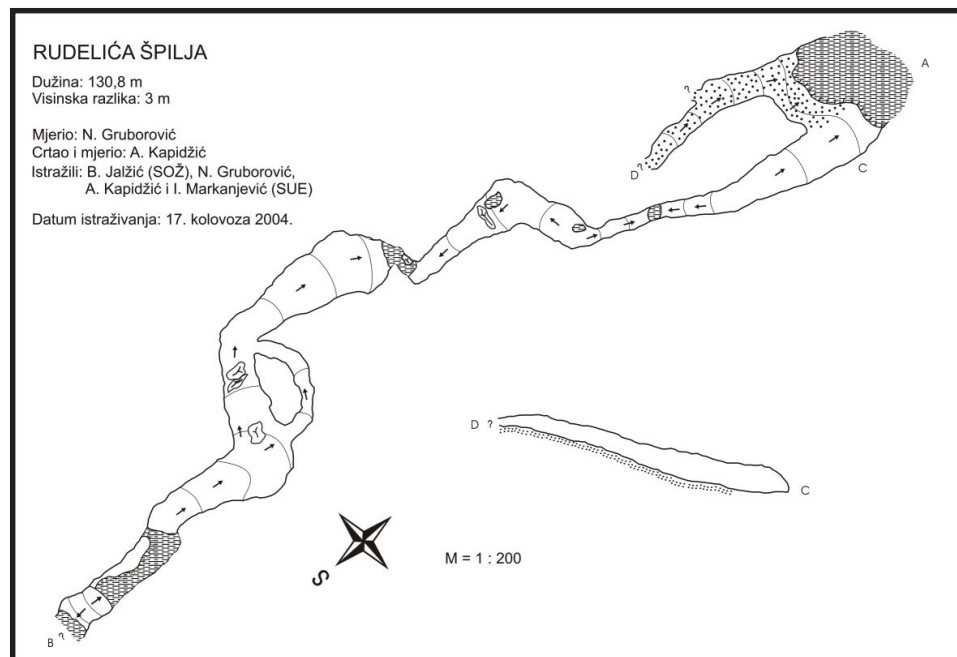 RUDELIĆA ŠPILJA
Dužina: 130,8 m
Visinska razlika: 3 m
Mjerio: N. Gruborović
Crtao i mjerio: A. Kapidžić
Istražili: B. Jalžić (SOŽ), N. Gruborović,
A. Kapidžić i I. Markanjević (SUE)
Datum istraživanja: 17. kolovoza 2004.
A
?
D ?
C
D ?
C
S
M = 1 : 200
B ?